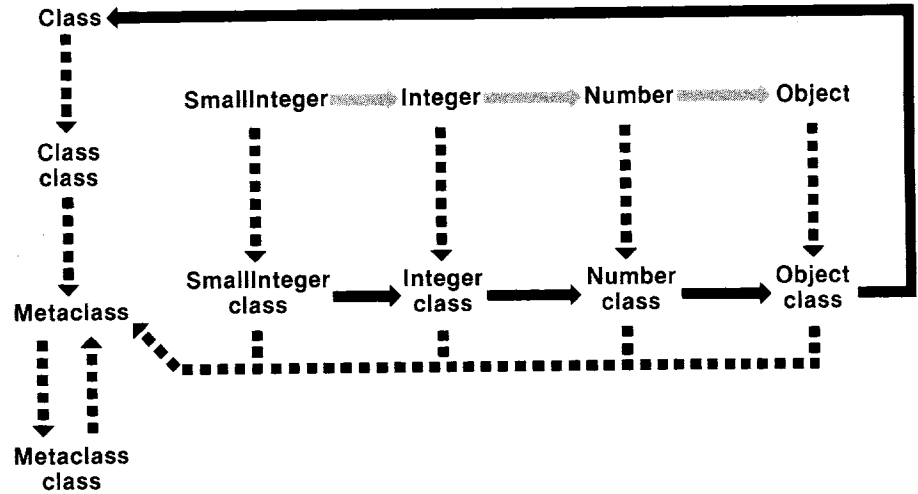 Class
SmallInteger Integer Number Object
Class
class
SmallInteger
class
Integer
class
Number
class
Object
class
Metaclass
Metaclass
class